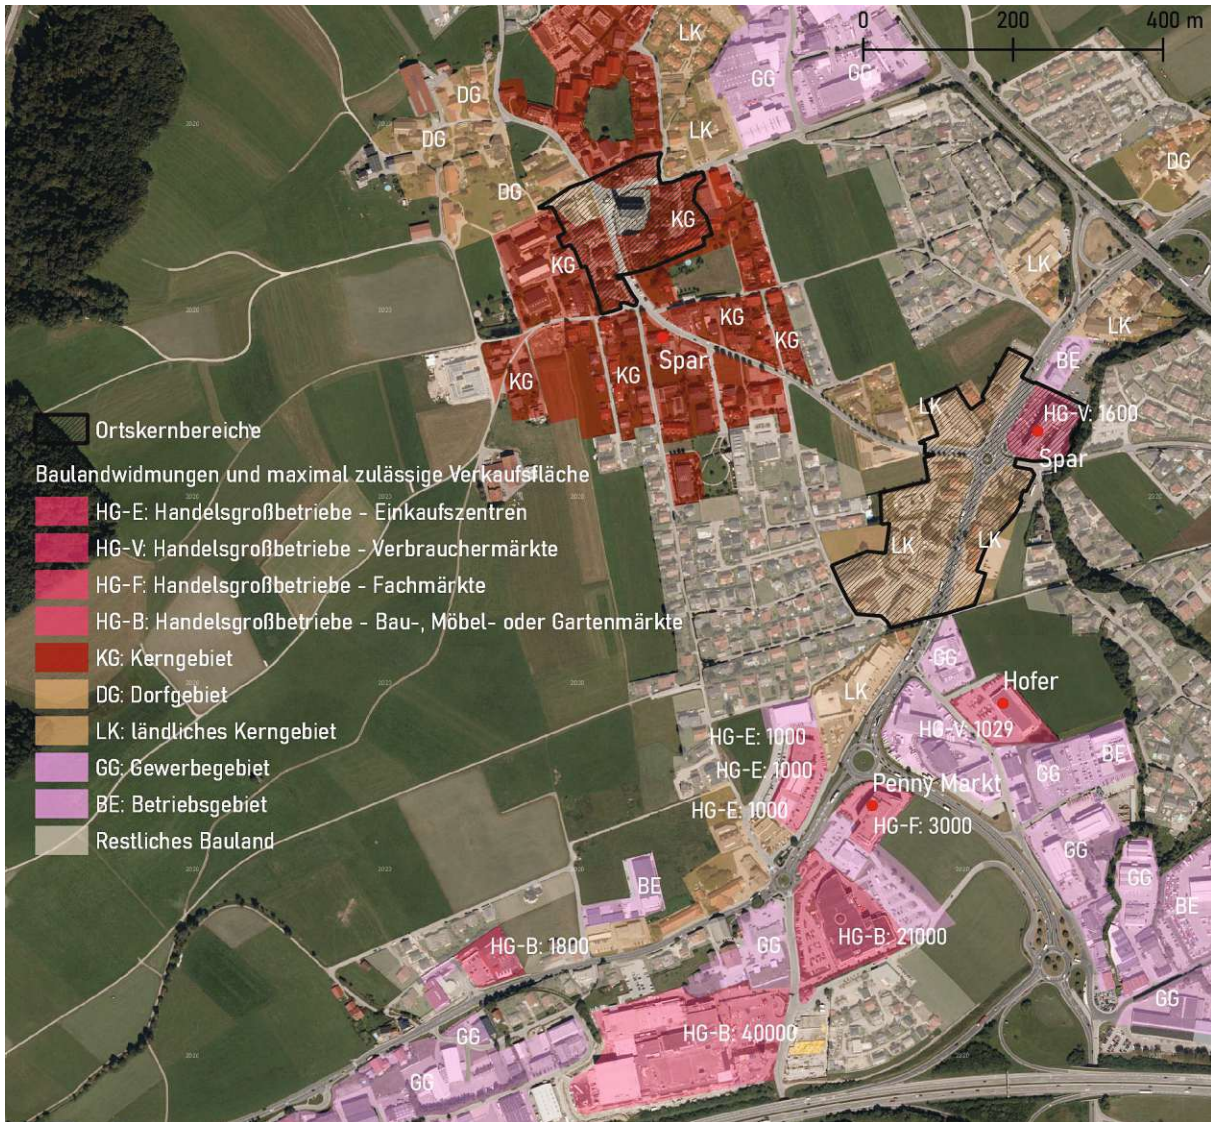 0 200 400 m
LK
GG
GG
DG
DG
LK
DG
DG
KG
KG
LK
KG
KG
LK
Spar
BE
KG
KG
LK
HG-V: 1600
Spar
Ortskernbereiche
Baulandwidmungen und maximal zulässige Verkaufsfläche
HG-E: Handelsgroßbetriebe - Einkaufszentren
HG-V: Handelsgroßbetriebe - Verbrauchermärkte
HG-F: Handelsgroßbetriebe - Fachmärkte
HG-B: Handelsgroßbetriebe - Bau-, Möbel- oder Gartenmärkte
KG: Kerngebiet
DG: Dorfgebiet
LK: ländliches Kerngebiet
GG: Gewerbegebiet
BE: Betriebsgebiet
Restliches Bauland
LK
LK
GG
LK
Hofer
HG-V: 1029
HG-E: 1000
HG-E: 1000
HG-E: 1000
BE
GG
Penny Markt
HG-F: 3000
GG
GG
BE
BE
HG-B: 21000
HG-B: 1800
GG
GG
GG
HG-B: 40000
GG